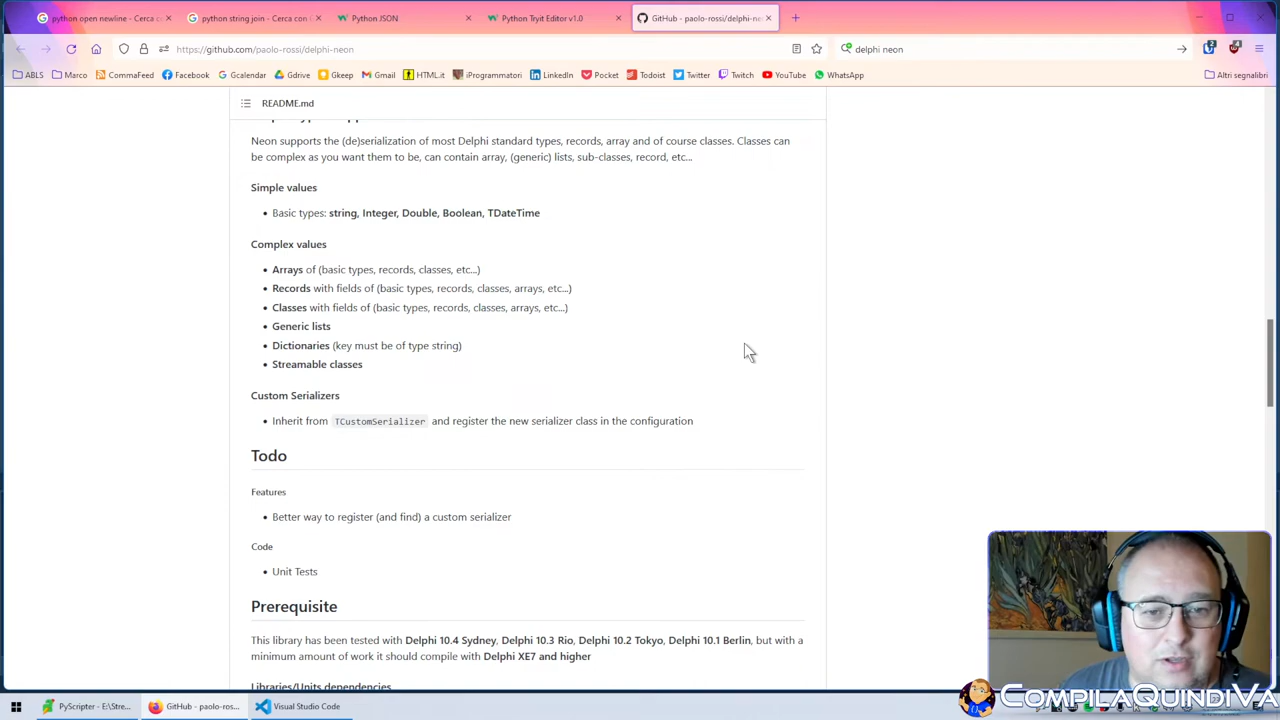 python open newline - Cerca c
python string join - Cerca con
Python JSON
Python Tryit Editor v1.0
GitHub - paolo-rossi/delphi-ne
https://github.com/paolo-rossi/delphi-neon
delphi neon
ABLS
Marco
CommaFeed
Facebook
Gcalendar
Gdrive
Gkeep
Gmail
HTML.it
iProgrammatori
LinkedIn
Pocket
Todoist
Twitter
Twitch
YouTube
WhatsApp
Altri segnalibri
README.md
Neon supports the (de)serialization of most Delphi standard types, records, array and of course classes. Classes can
be complex as you want them to be, can contain array, (generic) lists, sub-classes, record, etc...
Simple values
• Basic types: string, Integer, Double, Boolean, TDateTime
Complex values
• Arrays of (basic types, records, classes, etc...)
• Records with fields of (basic types, records, classes, arrays, etc...)
• Classes with fields of (basic types, records, classes, arrays, etc...)
• Generic lists
• Dictionaries (key must be of type string)
• Streamable classes
Custom Serializers
• Inherit from TCustomSerializer and register the new serializer class in the configuration
Todo
Features
• Better way to register (and find) a custom serializer
Code
• Unit Tests
Prerequisite
This library has been tested with Delphi 10.4 Sydney, Delphi 10.3 Rio, Delphi 10.2 Tokyo, Delphi 10.1 Berlin, but with a
minimum amount of work it should compile with Delphi XE7 and higher
Libraries/Units dependencies
PyScripter - E:\Stre...
GitHub - paolo-ros...
Visual Studio Code
COMPILAQUINDIVA